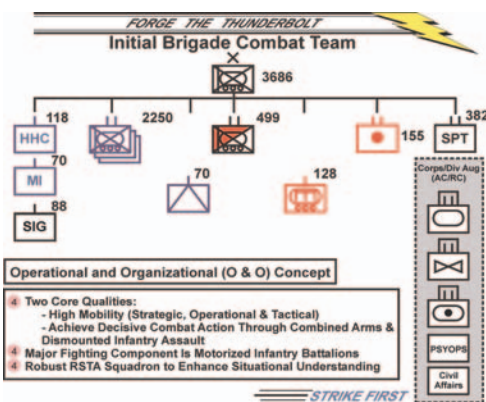 FORGE THE THUNDERBOLT
Initial Brigade Combat Team
3686
118
2250
499
155
382
HHC
SPT
70
MI
70
128
88
SIG
Corps/Div Aug
(AC/RC)
PSYOPS
Civil
Affairs
Operational and Organizational (O & O) Concept
4 Two Core Qualities:
- High Mobility (Strategic, Operational & Tactical)
- Achieve Decisive Combat Action Through Combined Arms &
Dismounted Infantry Assault
4 Major Fighting Component Is Motorized Infantry Battalions
4 Robust RSTA Squadron to Enhance Situational Understanding
STRIKE FIRST